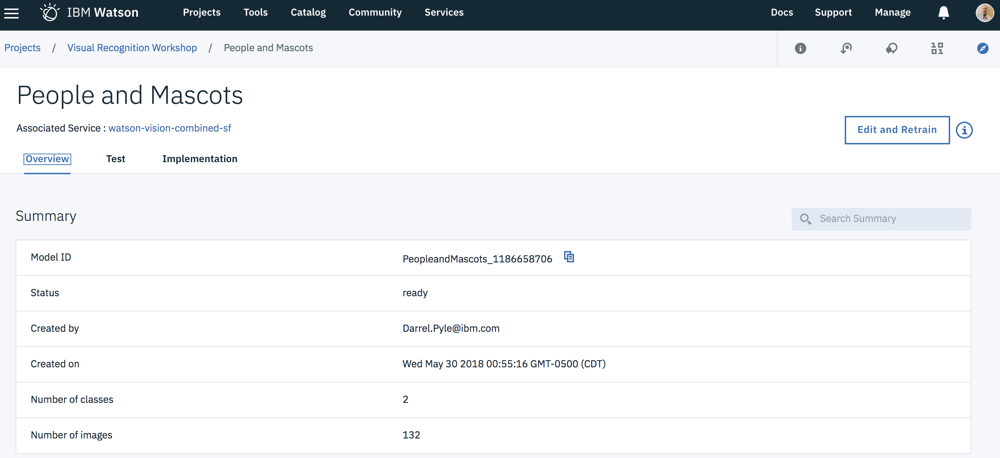 IBM Watson Projects Tools Catalog Community Services Docs Support Manage
Projects / Visual Recognition Workshop / People and Mascots
People and Mascots
Associated Service : watson-vision-combined-sf
Edit and Retrain
Overview Test Implementation
Summary
Search Summary
Model ID PeopleandMascots_1186658706
Status ready
Created by Darrel.Pyle@ibm.com
Created on Wed May 30 2018 00:55:16 GMT-0500 (CDT)
Number of classes 2
Number of images 132